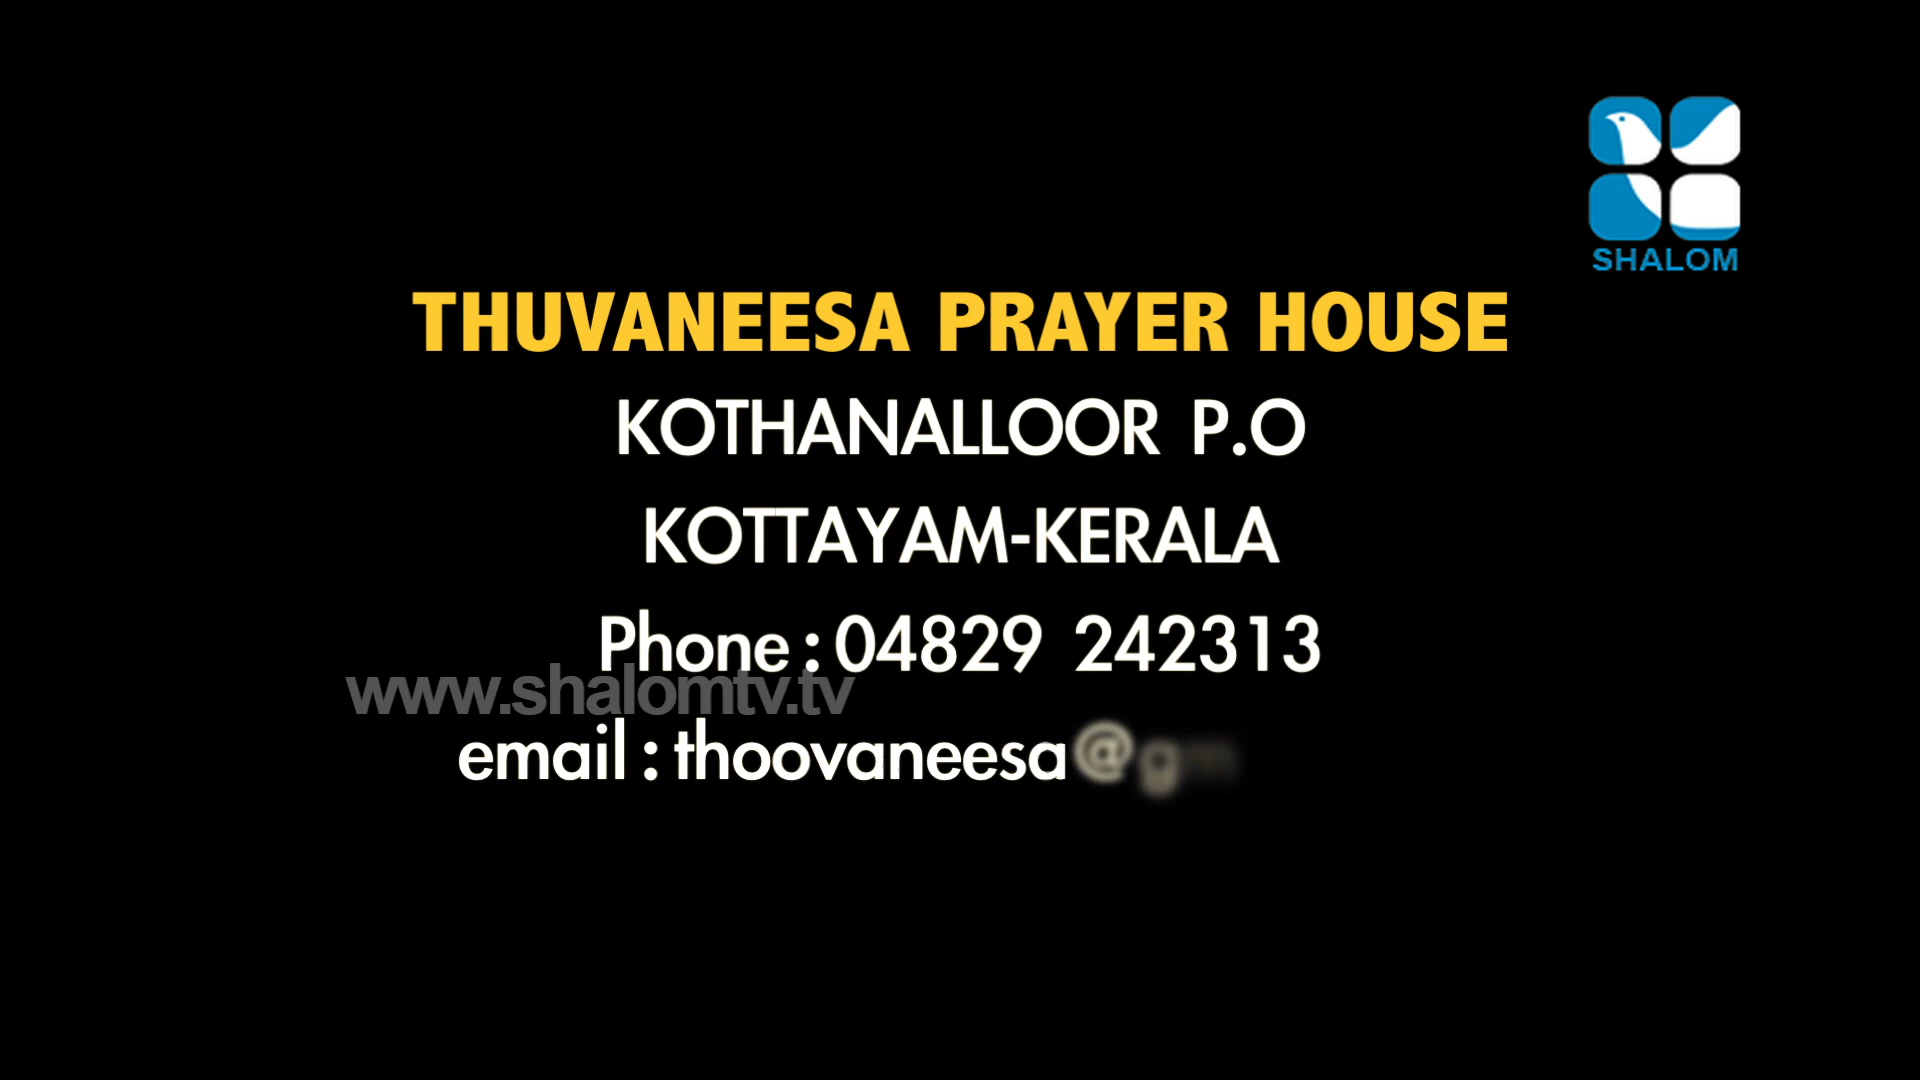 SHALOM
THUVANEESA PRAYER HOUSE
KOTHANALLOOR P.O
KOTTAYAM-KERALA
Phone : 04829 242313
www.shalomtv.tv
email : thoovaneesa@